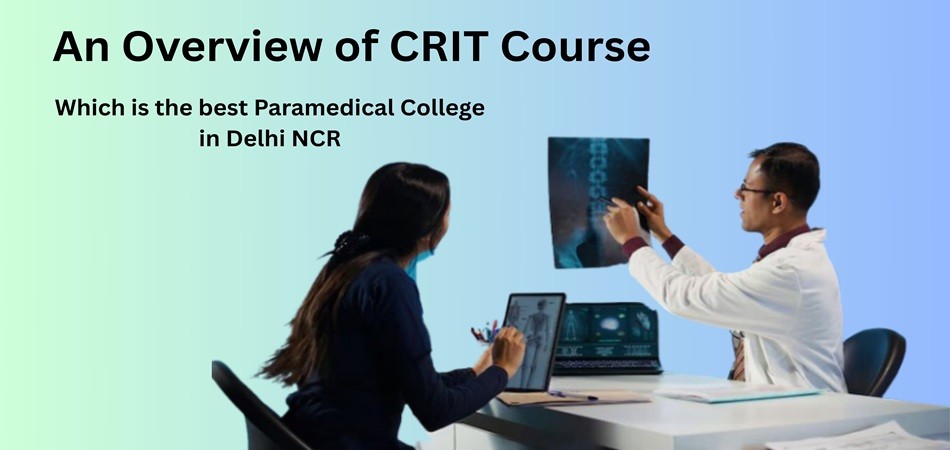 An Overview of CRIT Course
Which is the best Paramedical College
in Delhi NCR